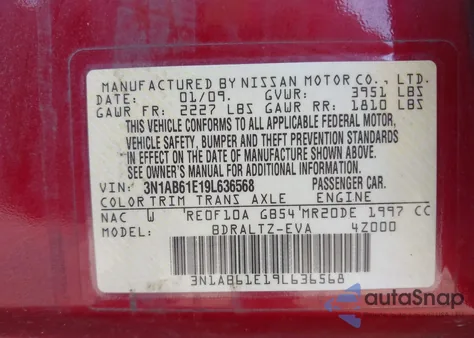 MANUFACTURED BY NISSAN MOTOR CO., LTD.
DATE: 01/09. GVWR: 3951 LBS
GAWR FR: 2227 LBS GAWR RR: 1810 LBS
THIS VEHICLE CONFORMS TO ALL APPLICABLE FEDERAL MOTOR,
VEHICLE SAFETY, BUMPER AND THEFT PREVENTION STANDARDS
IN EFFECT ON THE DATE OF MANUFACTURE SHOWN ABOVE.
SEE OWNER'S MANUAL FOR ADDITIONAL INFORMATION.
VIN: 3N1AB61E19L636568 PASSENGER CAR.
COLOR TRIM TRANS AXLE ENGINE
NAC W RE0F10A GB54 MR20DE 1997 CC
BDRALTZ-EVA 4Z000
3N1AB61E19L636568
autoSnap